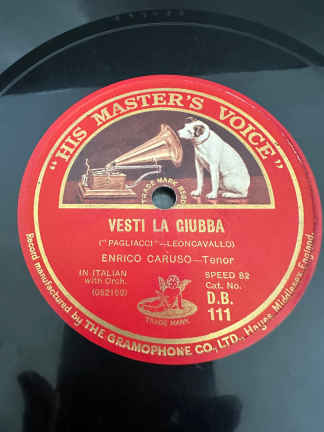 "HIS MASTER'S VOICE"
TRADE MARK
VESTI LA GIUBBA
("PAGLIACCI"—LEONCAVALLO)
ENRICO CARUSO—Tenor
IN ITALIAN
with Orch.
(052159)
SPEED 82
Cat. No.
D.B.
111
TRADE MARK
Record manufactured by THE GRAMOPHONE CO., LTD., Hayes, Middlesex, England.